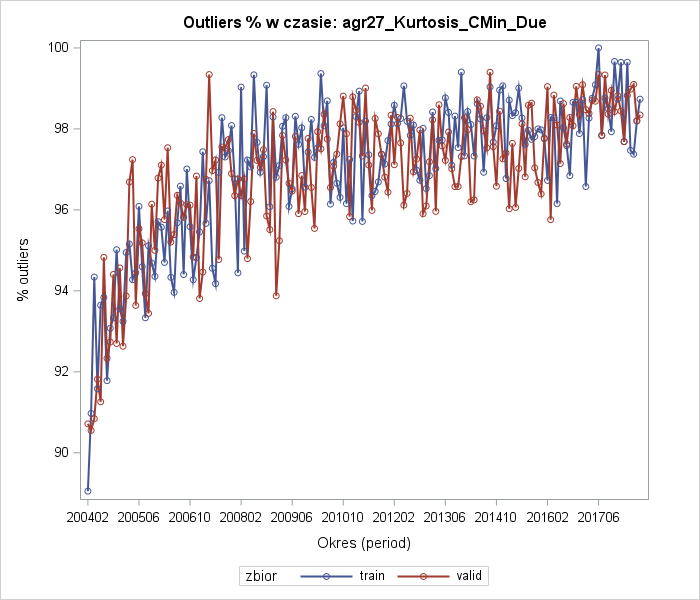 Outliers % w czasie: agr27_Kurtosis_CMin_Due
100
98
96
94
92
90
% outliers
200402 200506 200610 200802 200906 201010 201202 201306 201410 201602 201706
Okres (period)
zbior train valid